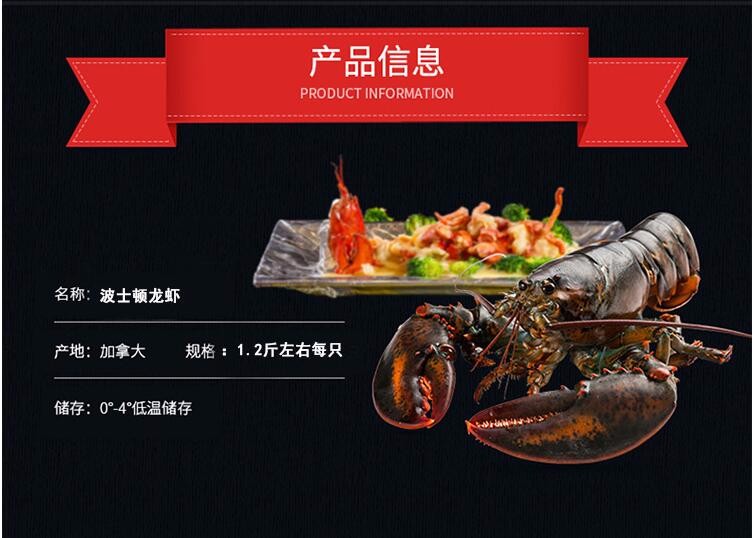 产品信息
PRODUCT INFORMATION
名称：波士顿龙虾
产地：加拿大 规格：1.2斤左右每只
储存：0°-4°低温储存